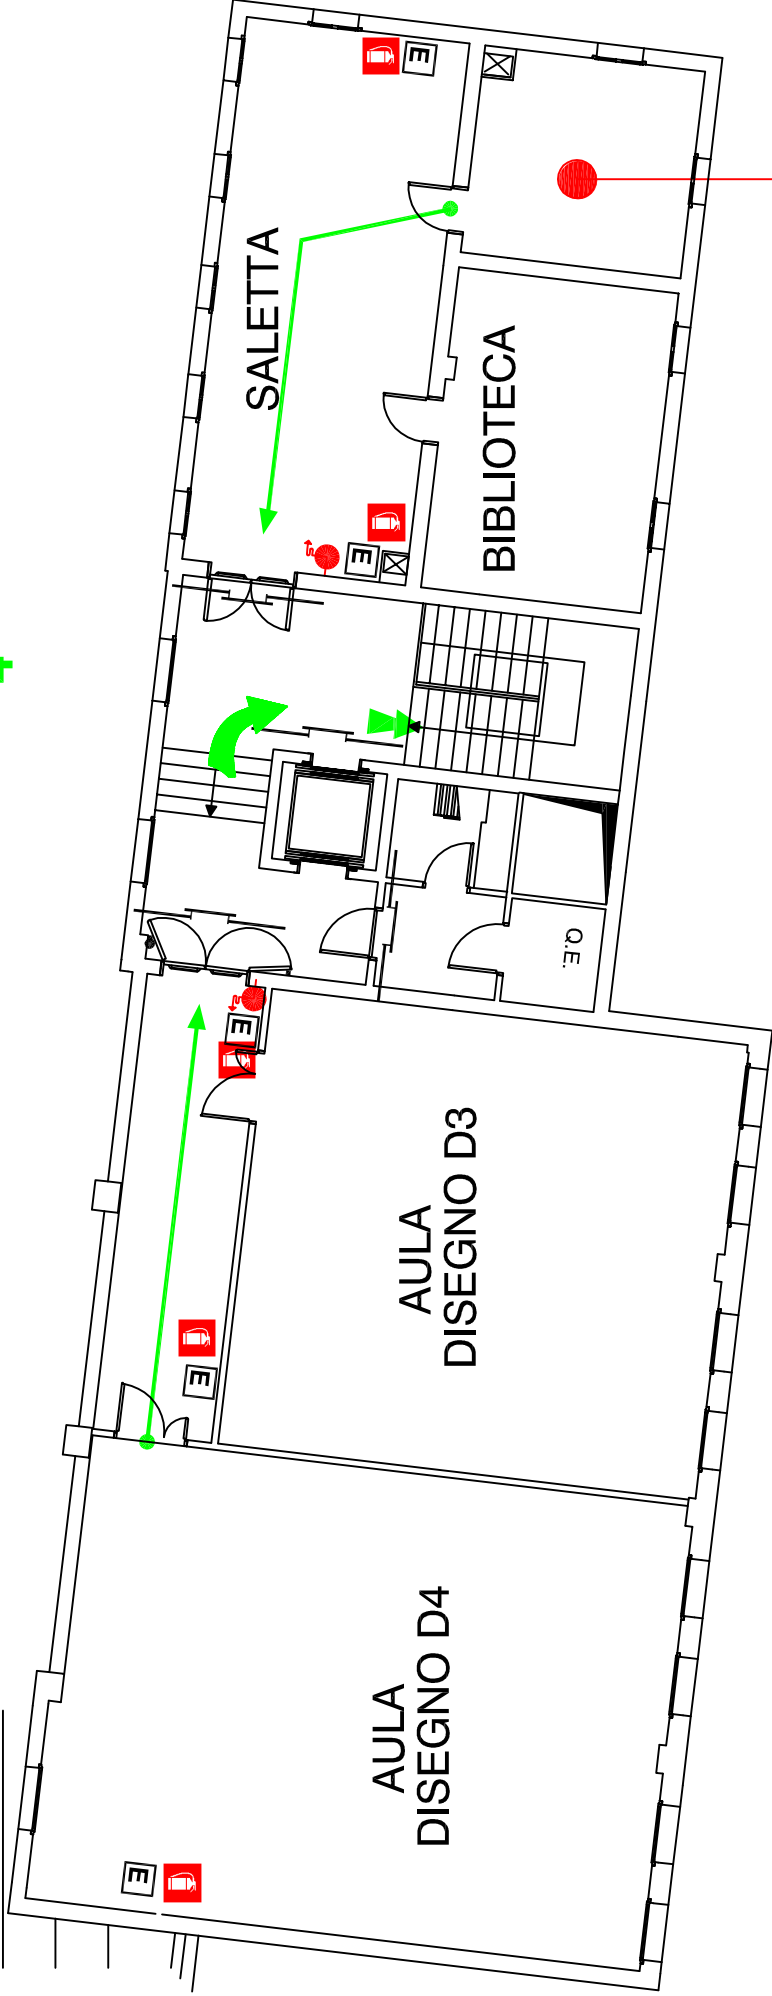 E
SALETTA
BIBLIOTECA
E
Q.E.
E
AULA
DISEGNO D3
E
AULA
DISEGNO D4
E